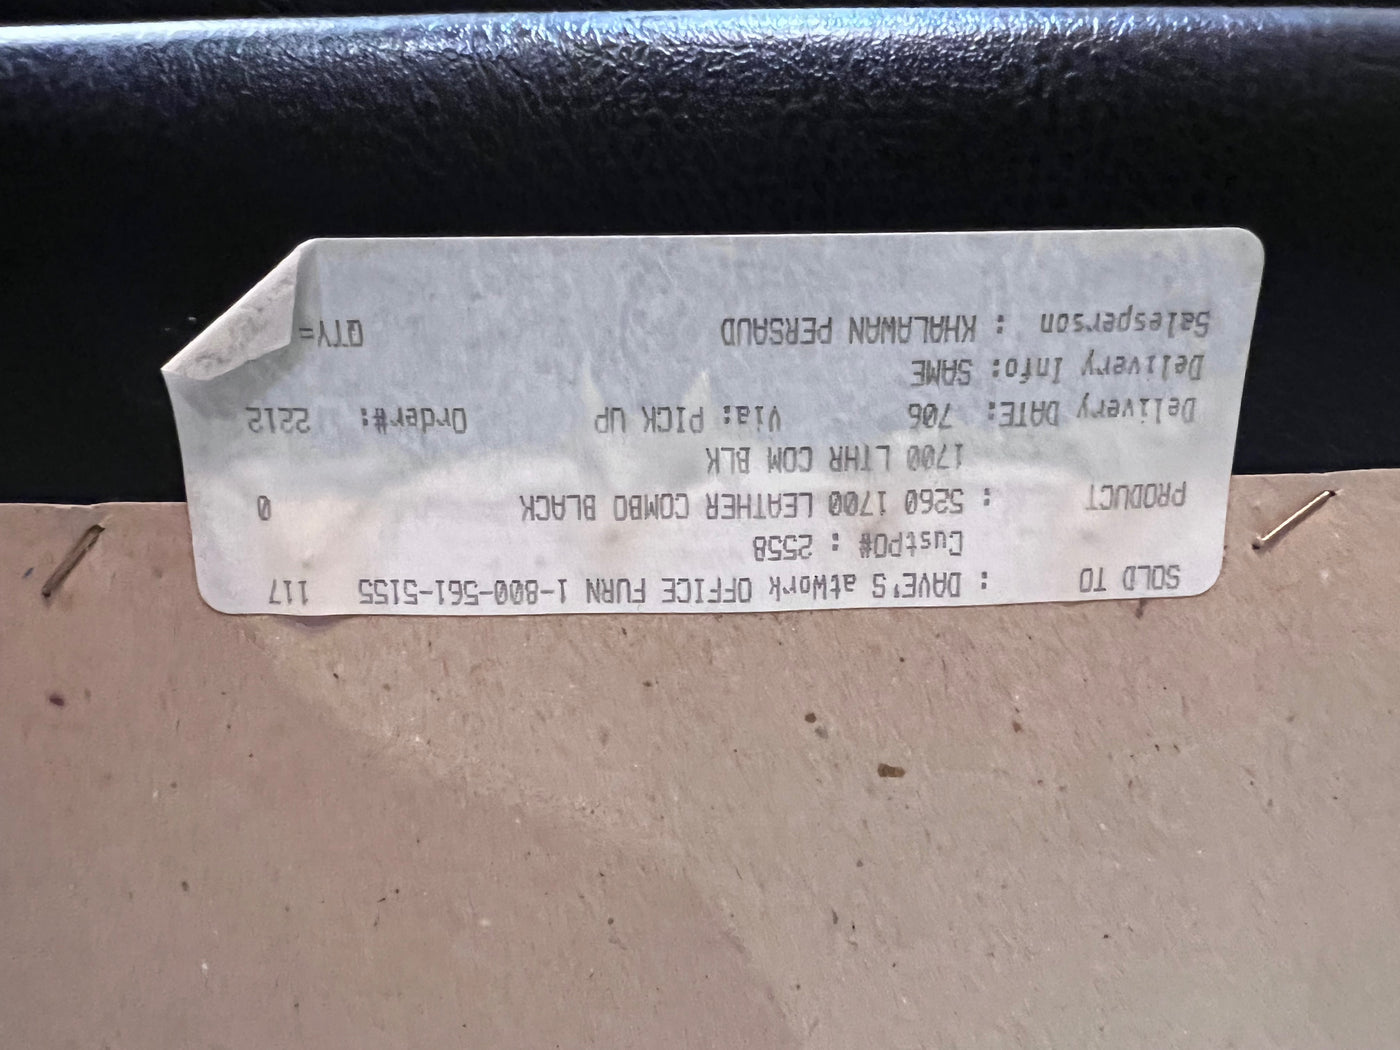 SOLD TO : DAVE'S atWork OFFICE FURN 1-800-561-5155 117
CustPO# : 2558
PRODUCT : 5260 1700 LEATHER COMBO BLACK 0
1700 LTHR COM BLK
Delivery DATE: 706 Via: PICK UP Order#: 2212
Delivery Info: SAME
Salesperson : KHALAWAN PERSAUD QTY=